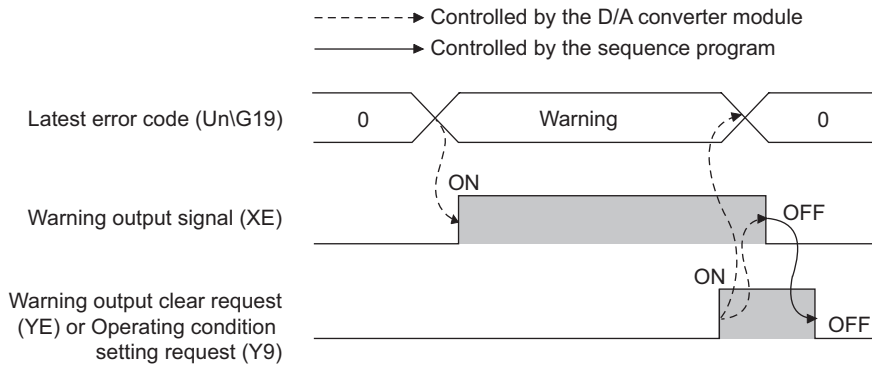 Controlled by the D/A converter module
Controlled by the sequence program
Latest error code (Un\G19)
0
Warning
0
ON
Warning output signal (XE)
OFF
ON
Warning output clear request
(YE) or Operating condition
setting request (Y9)
OFF